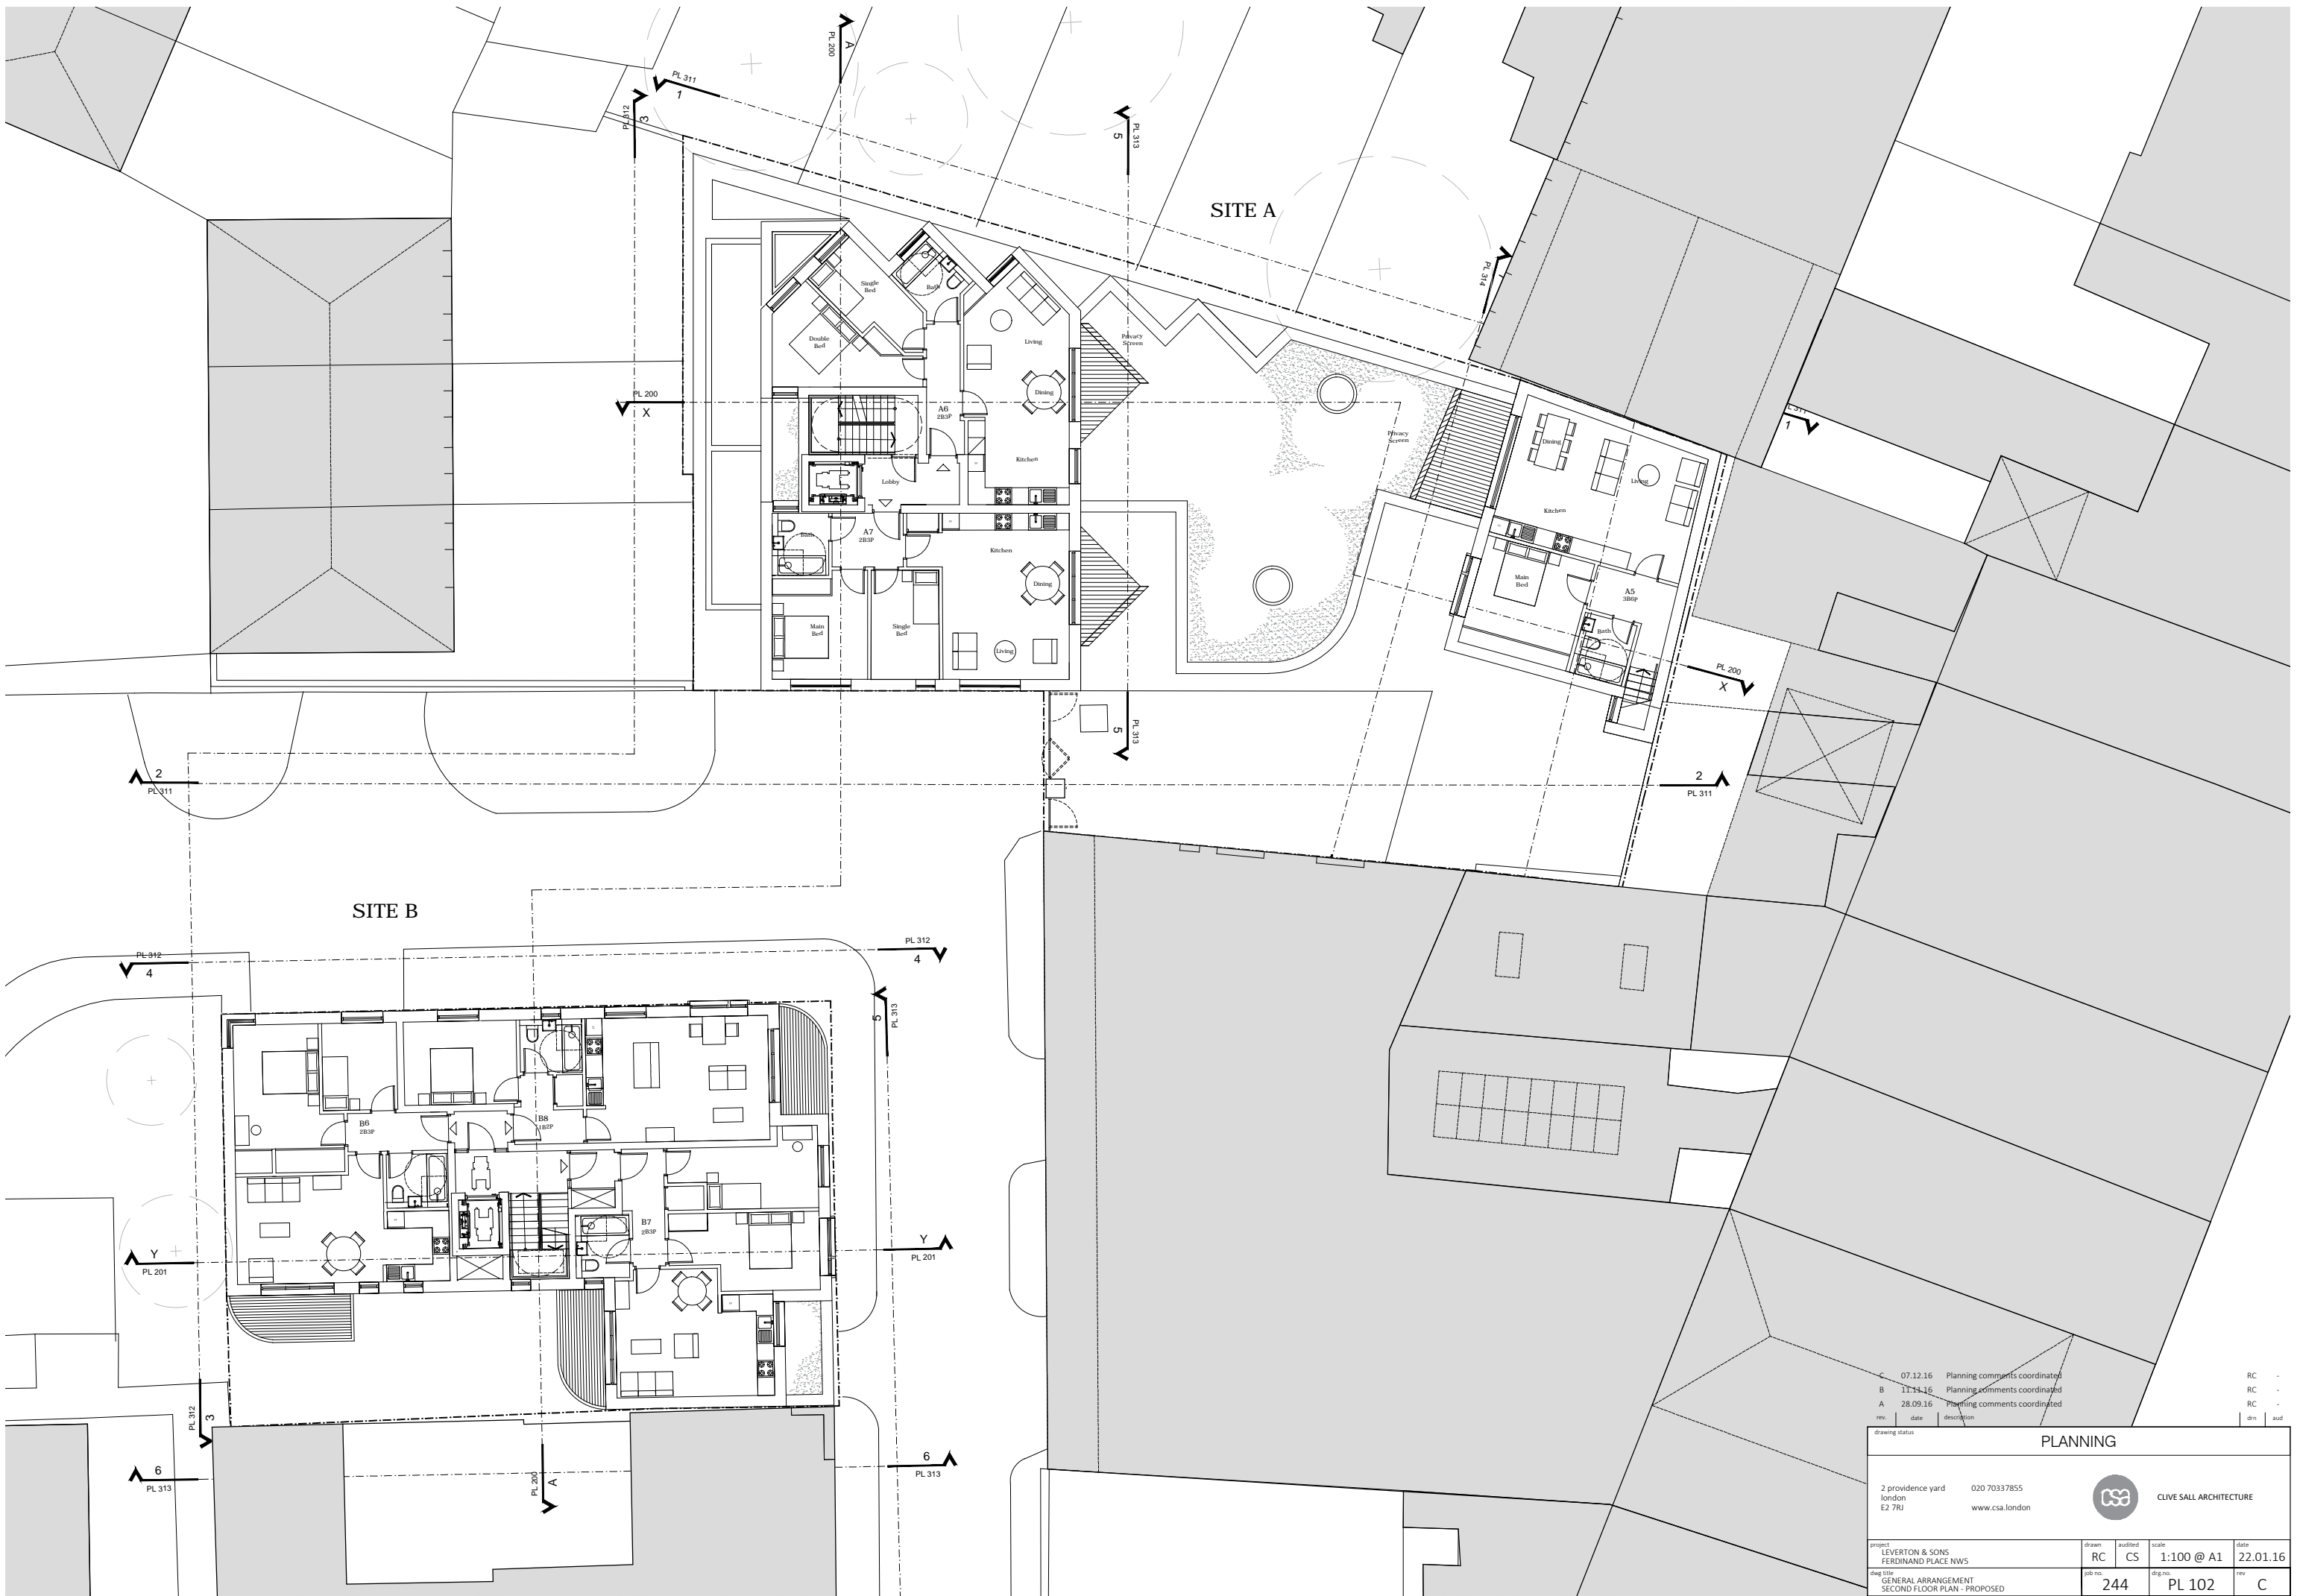 PL 200
A
PL 311
1
PL 312
3
5
PL 313
SITE A
PL 314
Single
Bed
Bath
Double
Bed
Living
Privacy
Screen
Dining
PL 200
X
A6
2B3P
Kitchen
Lobby
Privacy
Screen
Dining
Living
Kitchen
1
A7
2B3P
Bath
Kitchen
Dining
Main
Bed
Single
Bed
Living
Main
Bed
A5
3B6P
Bath
PL 200
X
5
PL 313
2
PL 311
2
PL 311
SITE B
PL 312
4
PL 312
4
5
PL 313
B6
2B3P
B8
1B2P
B7
2B3P
Y
PL 201
Y
PL 201
PL 312
3
6
PL 313
PL 200
A
6
PL 313
C 07.12.16 Planning comments coordinated RC -
B 11.11.16 Planning comments coordinated RC -
A 28.09.16 Planning comments coordinated RC -
rev. date description drn aud
drawing status
PLANNING
2 providence yard 020 70337855
london
E2 7RJ www.csa.london
csa
CLIVE SALL ARCHITECTURE
project drawn audited scale date
LEVERTON & SONS
FERDINAND PLACE NW5
RC CS 1:100 @ A1 22.01.16
dwg title job no. drg.no. rev
GENERAL ARRANGEMENT
SECOND FLOOR PLAN - PROPOSED
244 PL 102 C